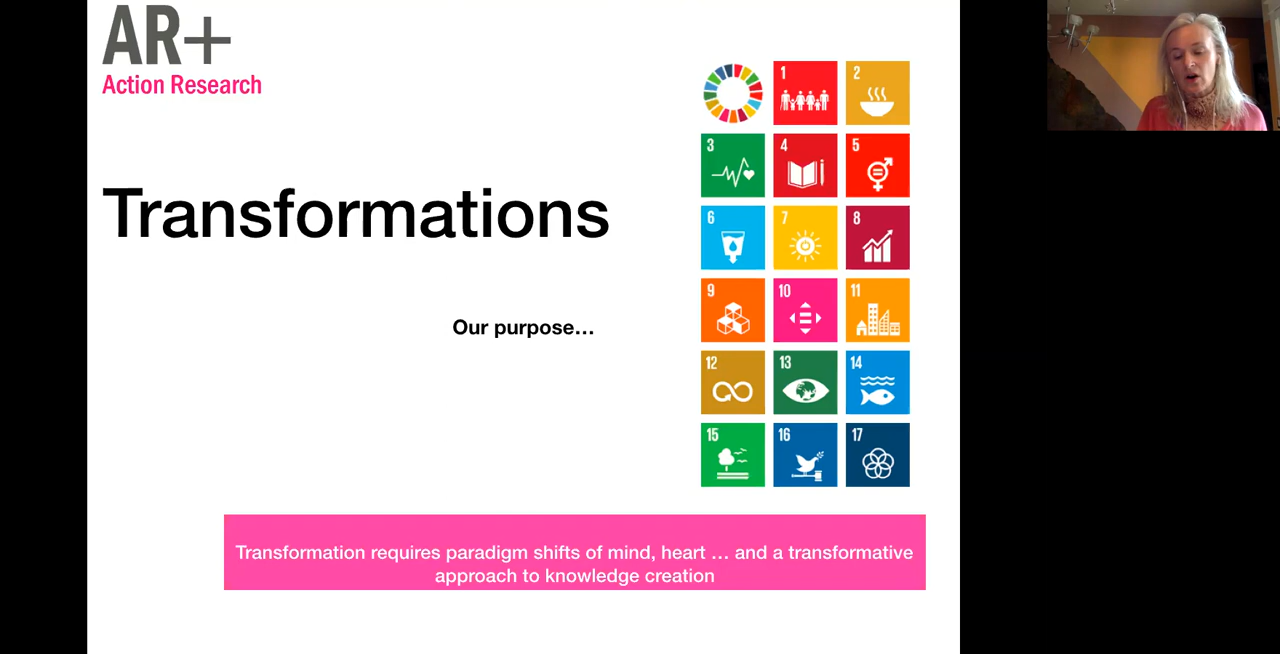 AR+
Action Research
Transformations
Our purpose…
1
2
3
4
5
6
7
8
9
10
11
12
13
14
15
16
17
Transformation requires paradigm shifts of mind, heart … and a transformative
approach to knowledge creation